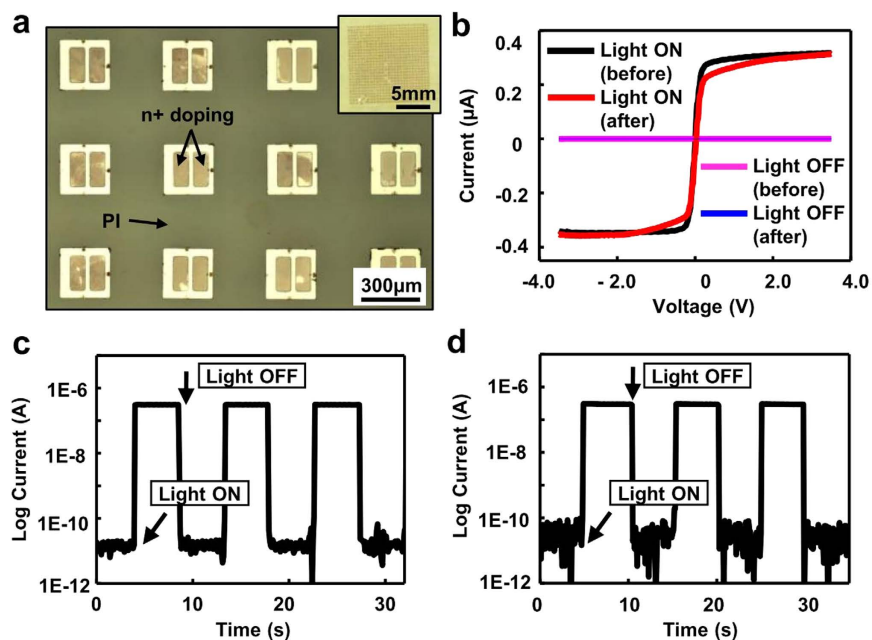 a
5mm
n+ doping
PI
300μm
b
Current (μA)
0.4
0.2
0
-0.2
-0.4
Light ON
(before)
Light ON
(after)
Light OFF
(before)
Light OFF
(after)
-4.0
- 2.0
0
2.0
4.0
Voltage (V)
c
Log Current (A)
1E-6
1E-8
1E-10
1E-12
Light OFF
Light ON
0
10
20
30
Time (s)
d
Log Current (A)
1E-6
1E-8
1E-10
1E-12
Light OFF
Light ON
0
10
20
30
Time (s)